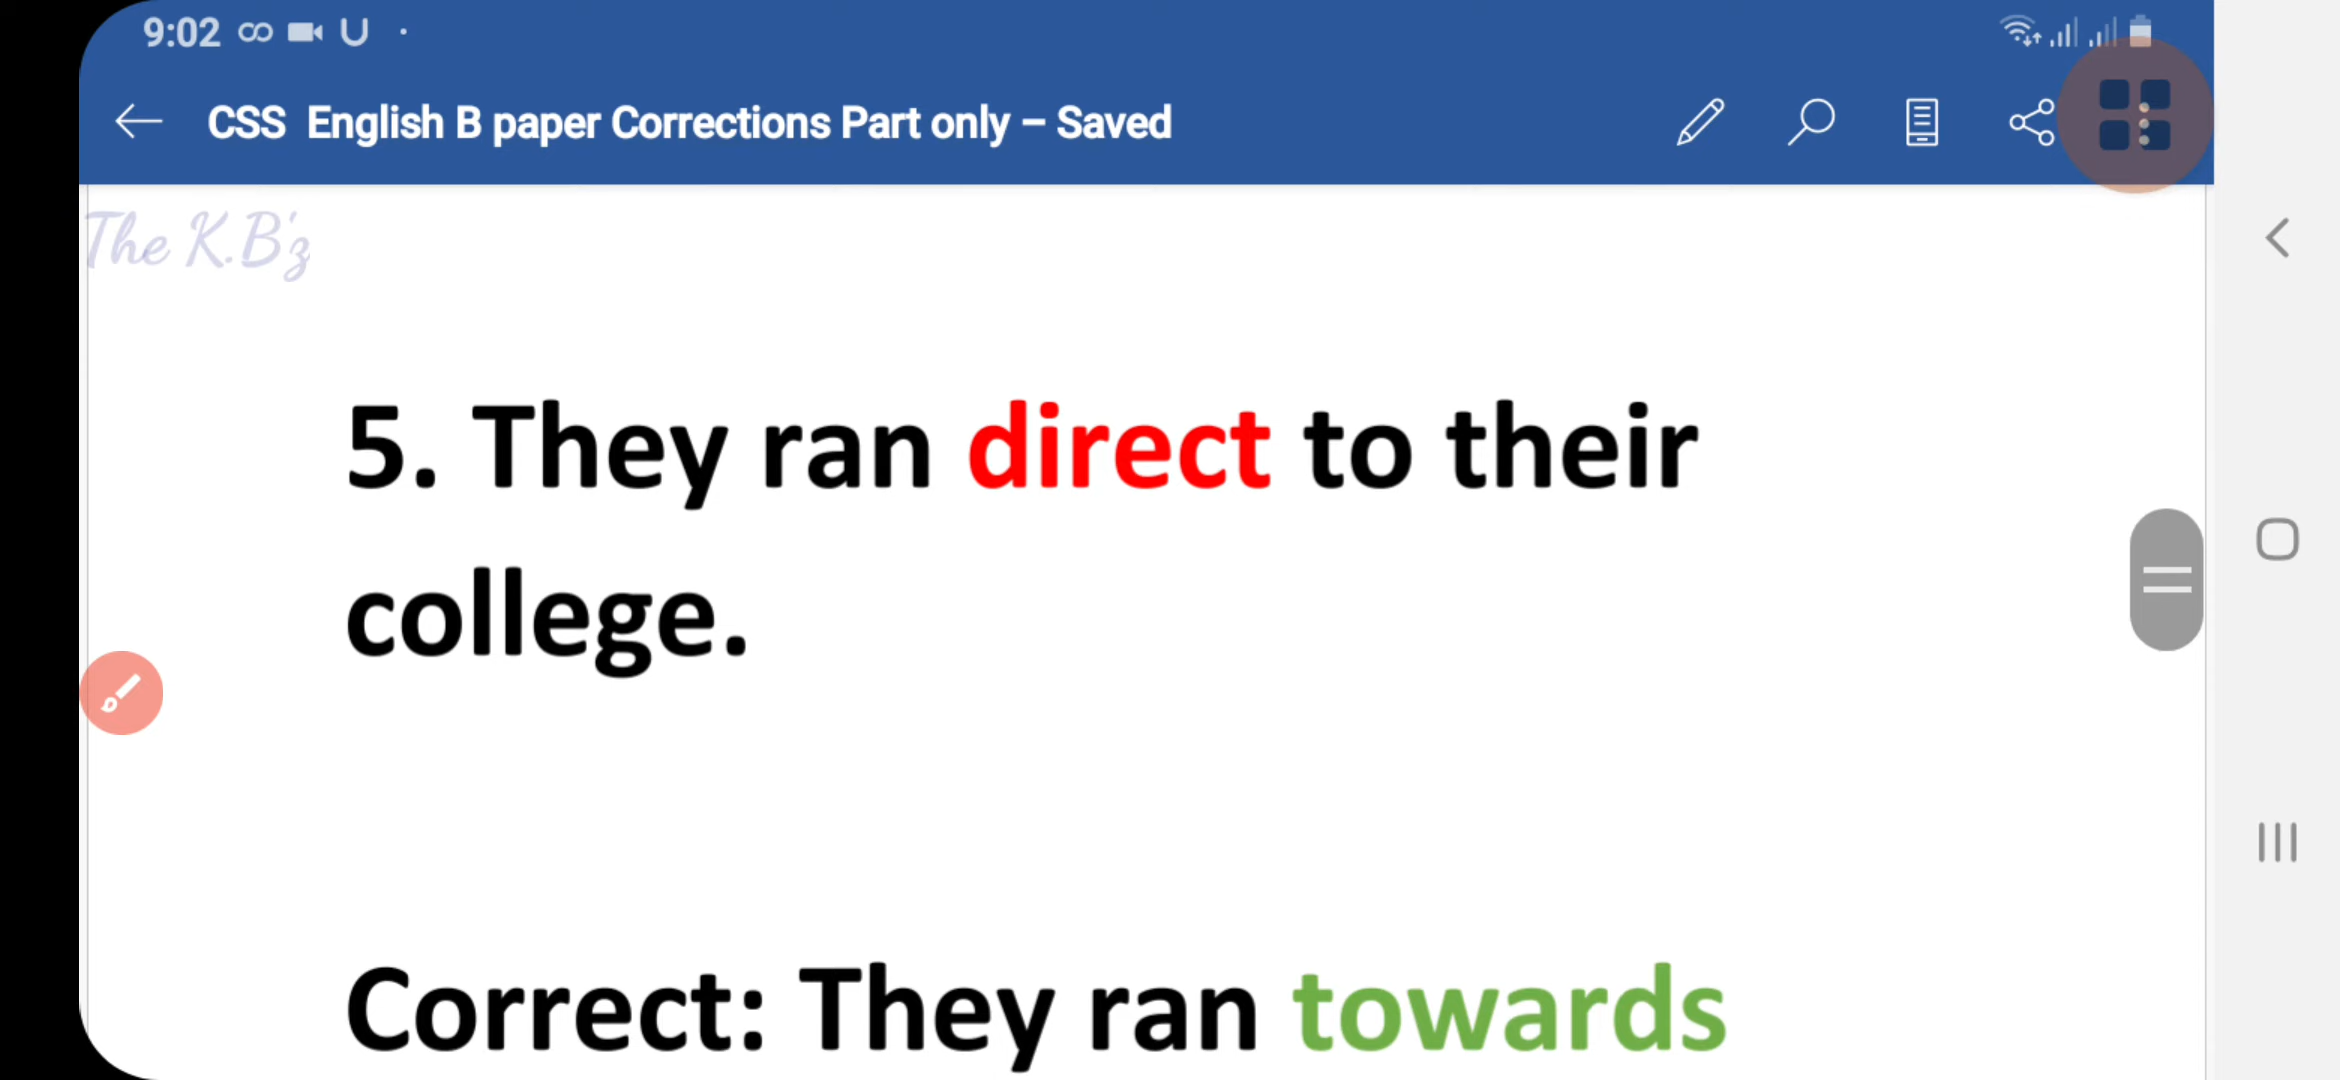 9:02
CSS English B paper Corrections Part only – Saved
The K.B'z
5. They ran direct to their
college.
Correct: They ran towards